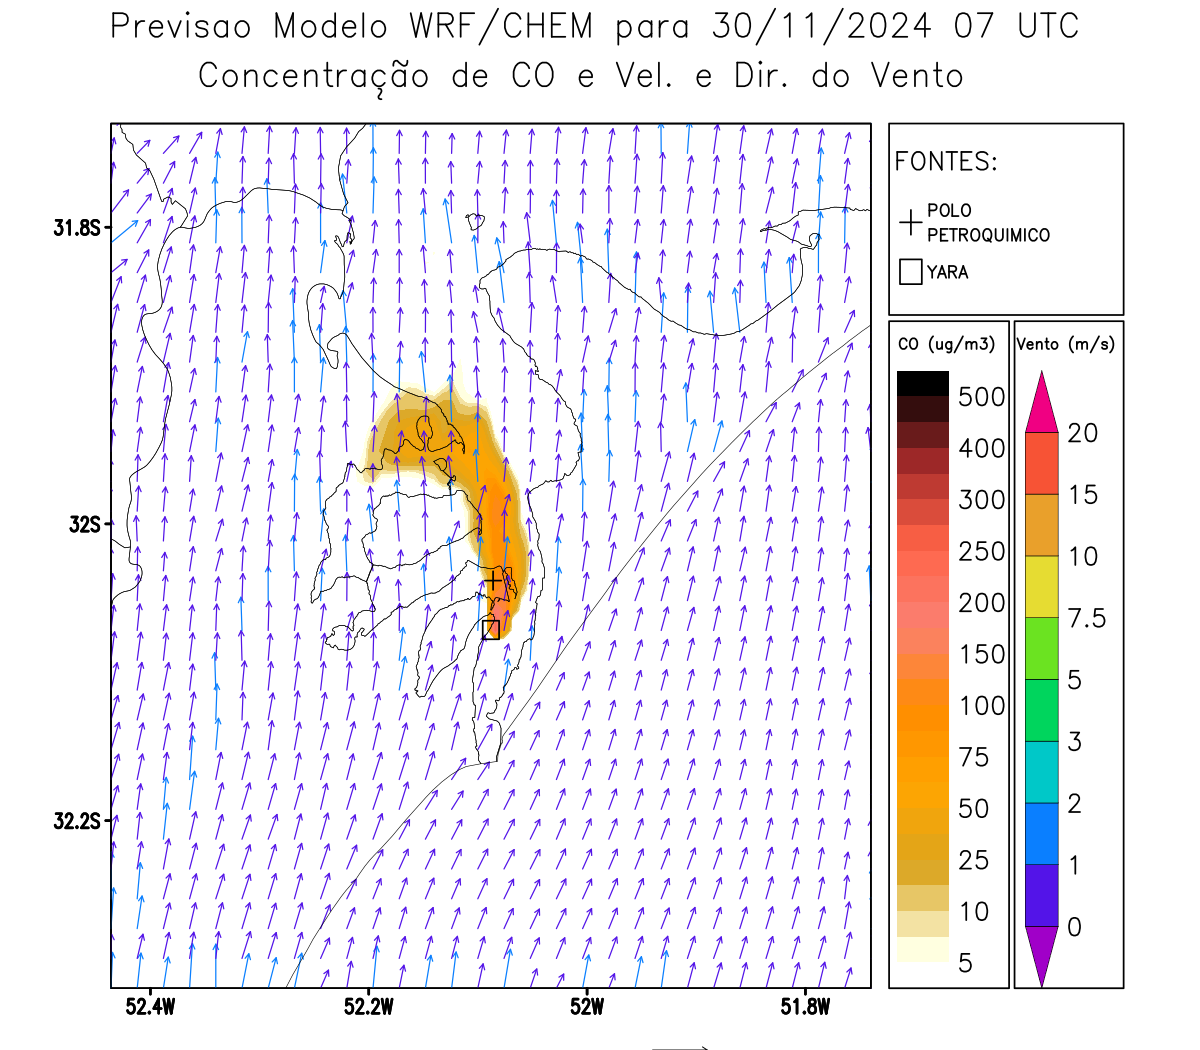 Previsao Modelo WRF/CHEM para 30/11/2024 07 UTC
Concentração de CO e Vel. e Dir. do Vento
FONTES:
POLO
PETROQUIMICO
YARA
CO (ug/m3)
500
400
300
250
200
150
100
75
50
25
10
5
Vento (m/s)
20
15
10
7.5
5
3
2
1
0
31.8S
32S
32.2S
52.4W
52.2W
52W
51.8W